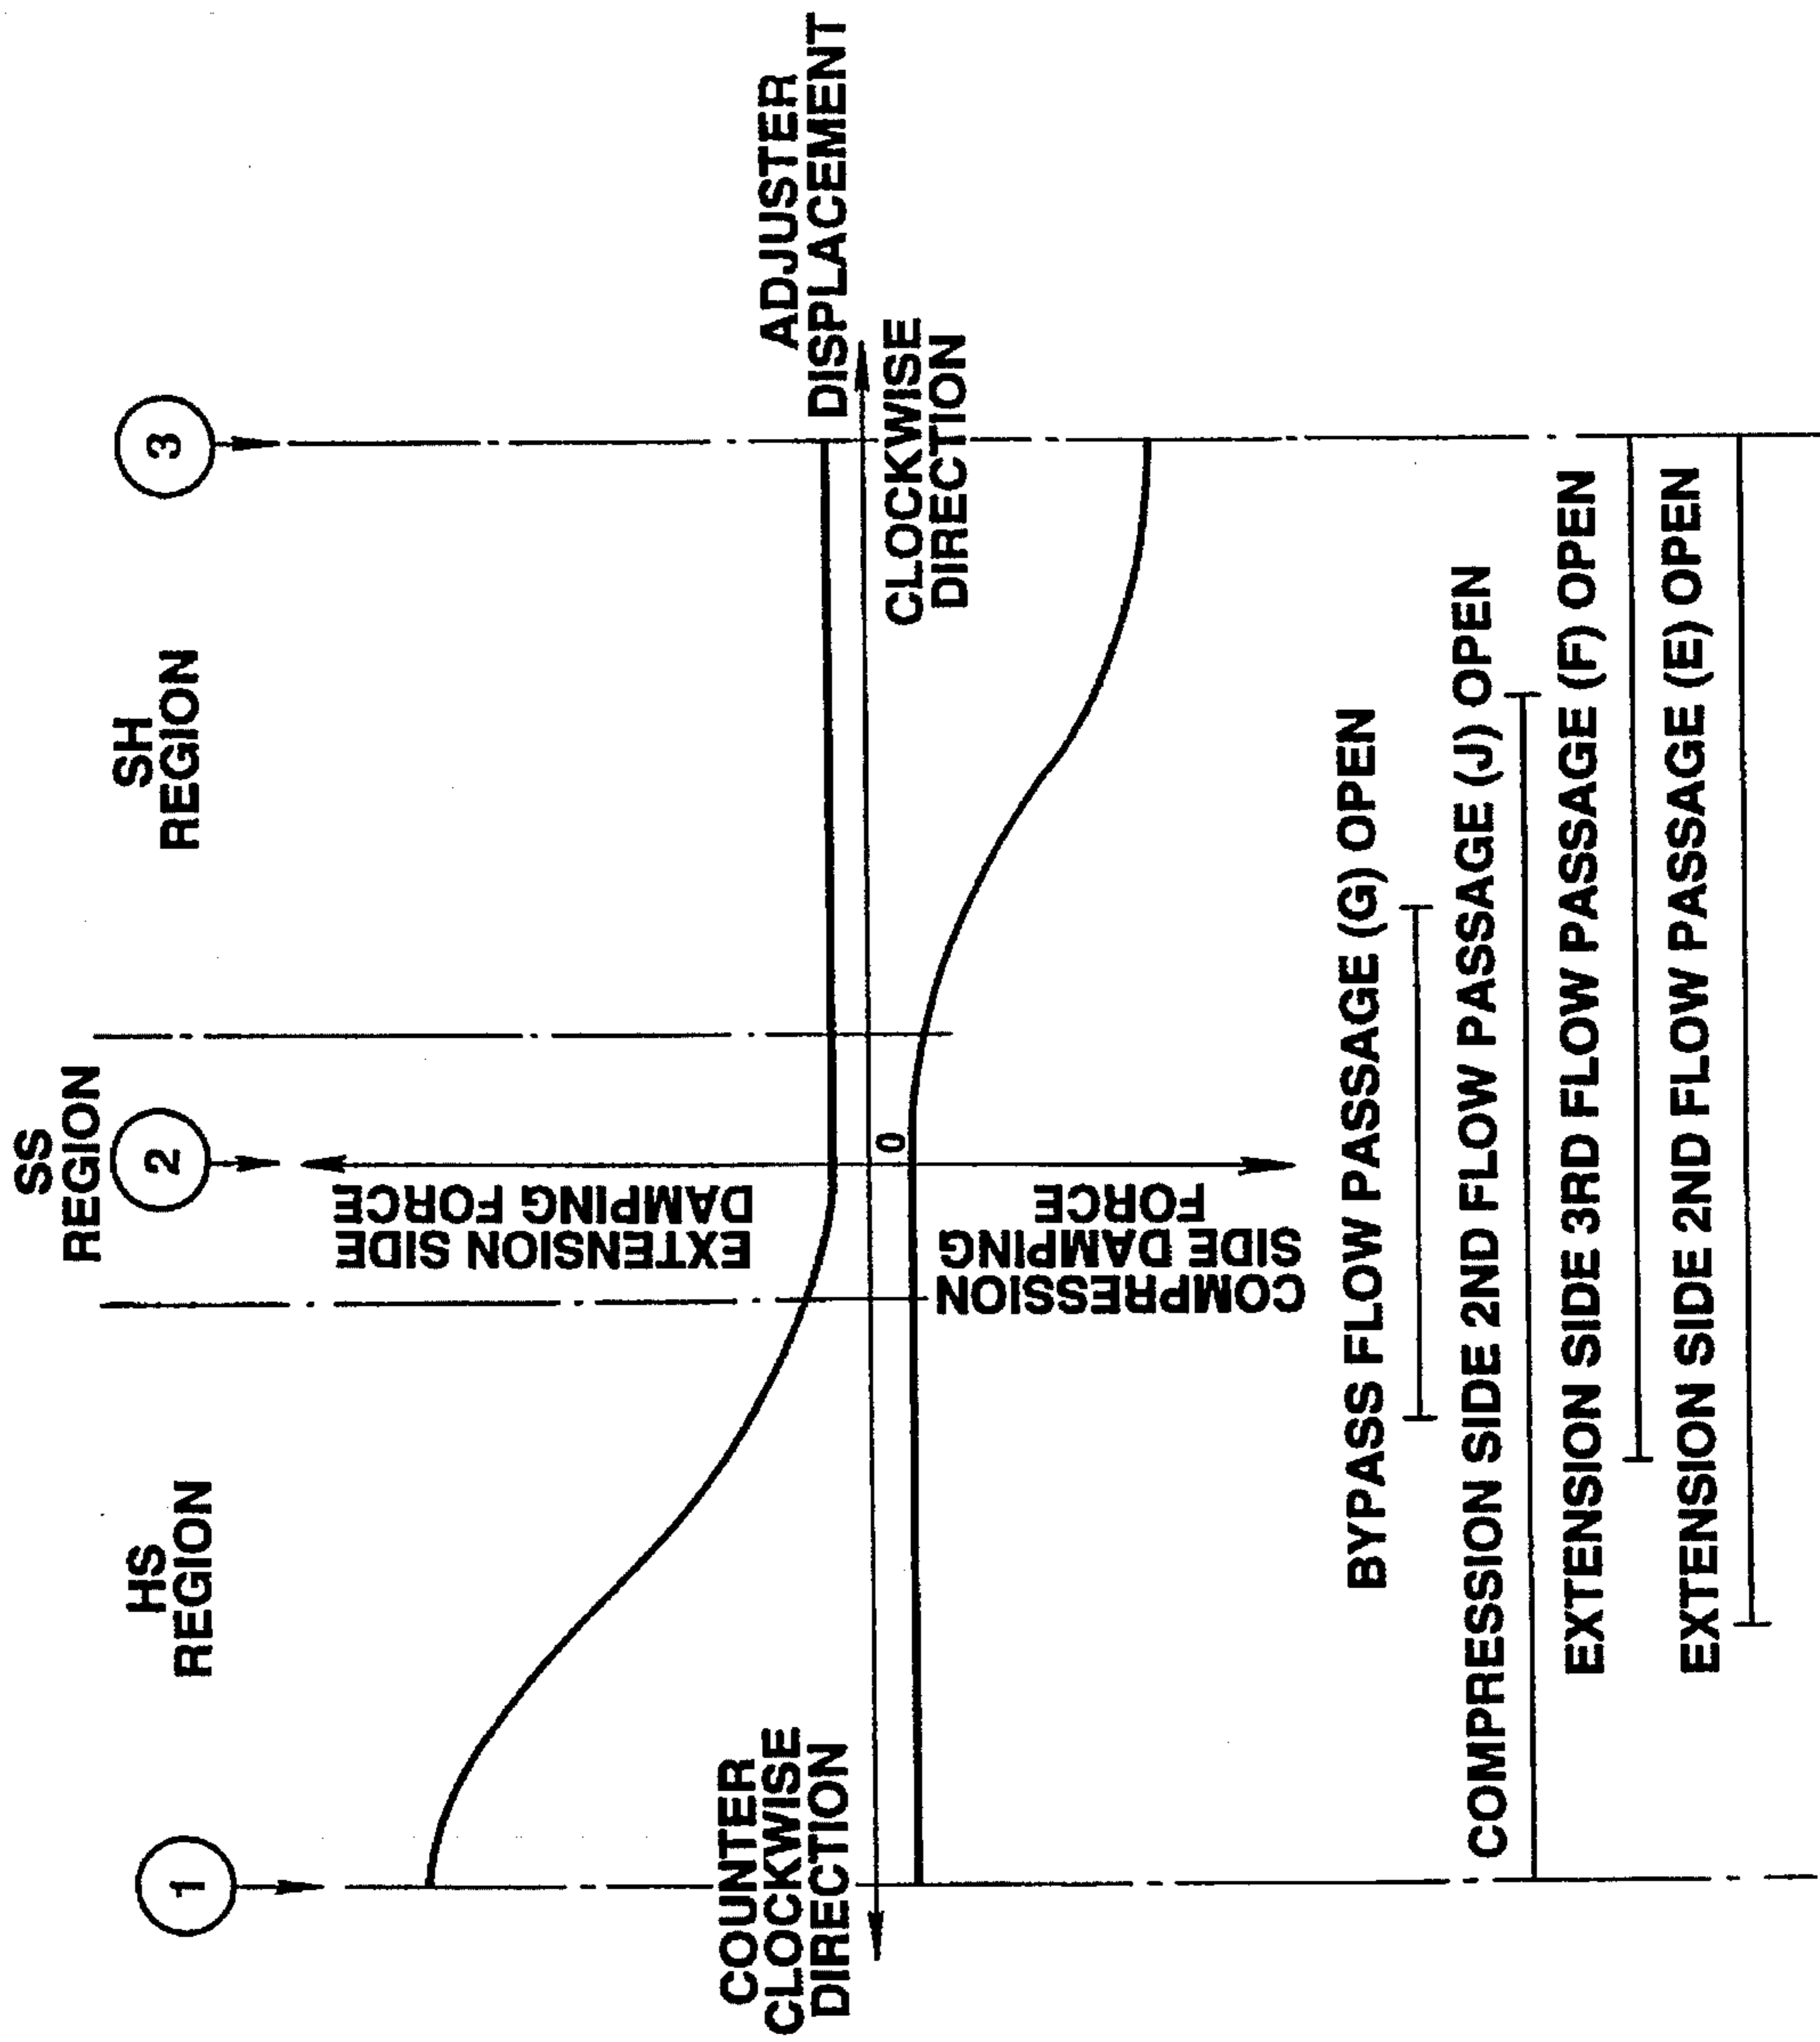 SS
REGION
HS
REGION
SH
REGION
1
2
3
EXTENSION SIDE
DAMPING FORCE
COUNTER
CLOCKWISE
DIRECTION
ADJUSTER
DISPLACEMENT
0
CLOCKWISE
DIRECTION
COMPRESSION
SIDE DAMPING
FORCE
BYPASS FLOW PASSAGE (G) OPEN
COMPRESSION SIDE 2ND FLOW PASSAGE (J) OPEN
EXTENSION SIDE 3RD FLOW PASSAGE (F) OPEN
EXTENSION SIDE 2ND FLOW PASSAGE (E) OPEN